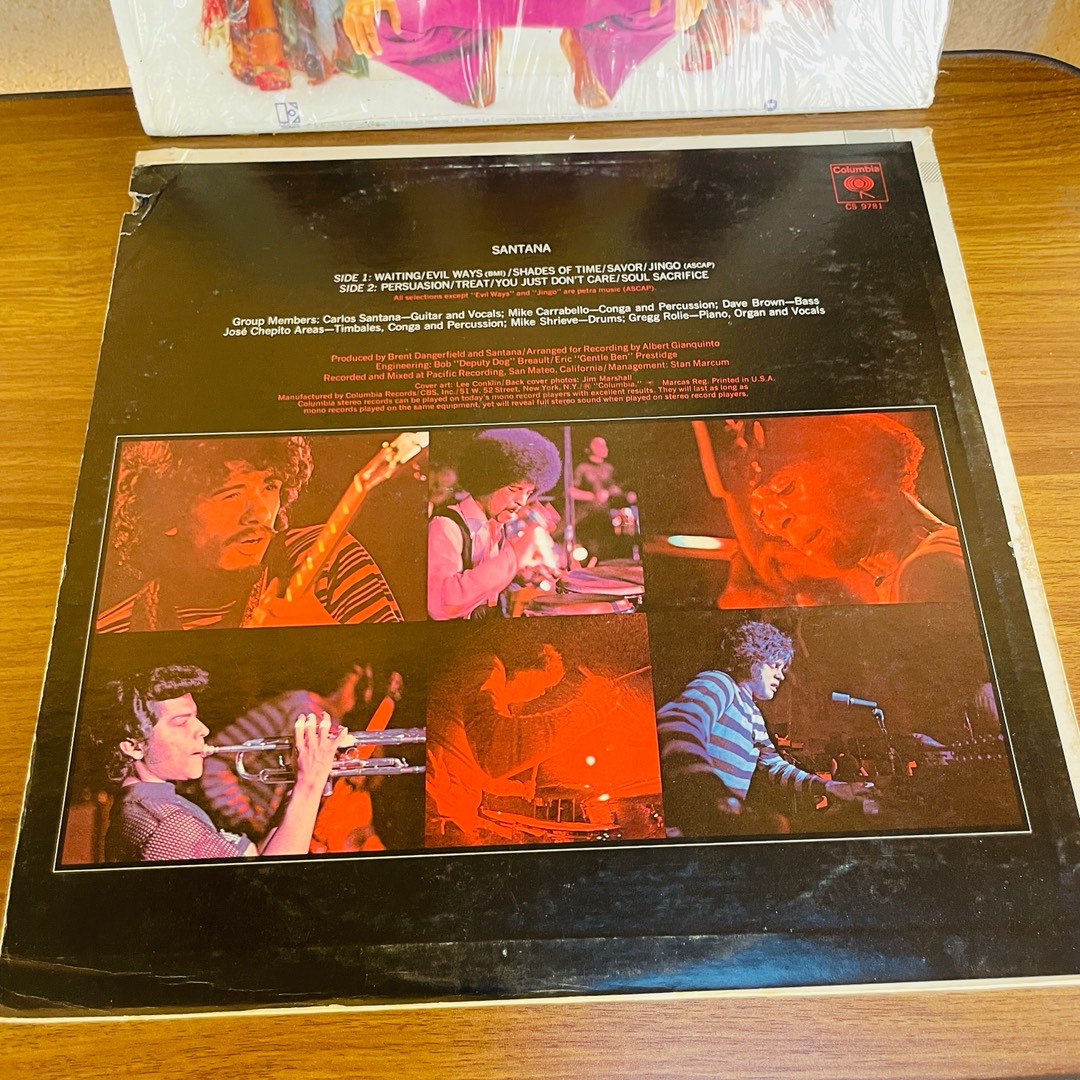 Columbia
CS 9781
SANTANA
SIDE 1: WAITING/EVIL WAYS (BMI)/SHADES OF TIME/SAVOR/JINGO (ASCAP)
SIDE 2: PERSUASION/TREAT/YOU JUST DON'T CARE/SOUL SACRIFICE
All selections except "Evil Ways" and "Jingo" are petra music (ASCAP).
Group Members: Carlos Santana—Guitar and Vocals; Mike Carrabello—Conga and Percussion; Dave Brown—Bass
José Chepito Areas—Timbales, Conga and Percussion; Mike Shrieve—Drums; Gregg Rolie—Piano, Organ and Vocals
Produced by Brent Dangerfield and Santana/Arranged for Recording by Albert Gianquinto
Engineering: Bob "Deputy Dog" Breault/Eric "Gentle Ben" Prestidge
Recorded and Mixed at Pacific Recording, San Mateo, California/Management: Stan Marcum
Cover art: Lee Conklin/Back cover photos: Jim Marshall
Manufactured by Columbia Records/CBS, Inc./51 W. 52 Street, New York, N.Y./® "Columbia," Marcas Reg. Printed in U.S.A.
Columbia stereo records can be played on today's mono record players with excellent results. They will last as long as
mono records played on the same equipment, yet will reveal full stereo sound when played on stereo record players.